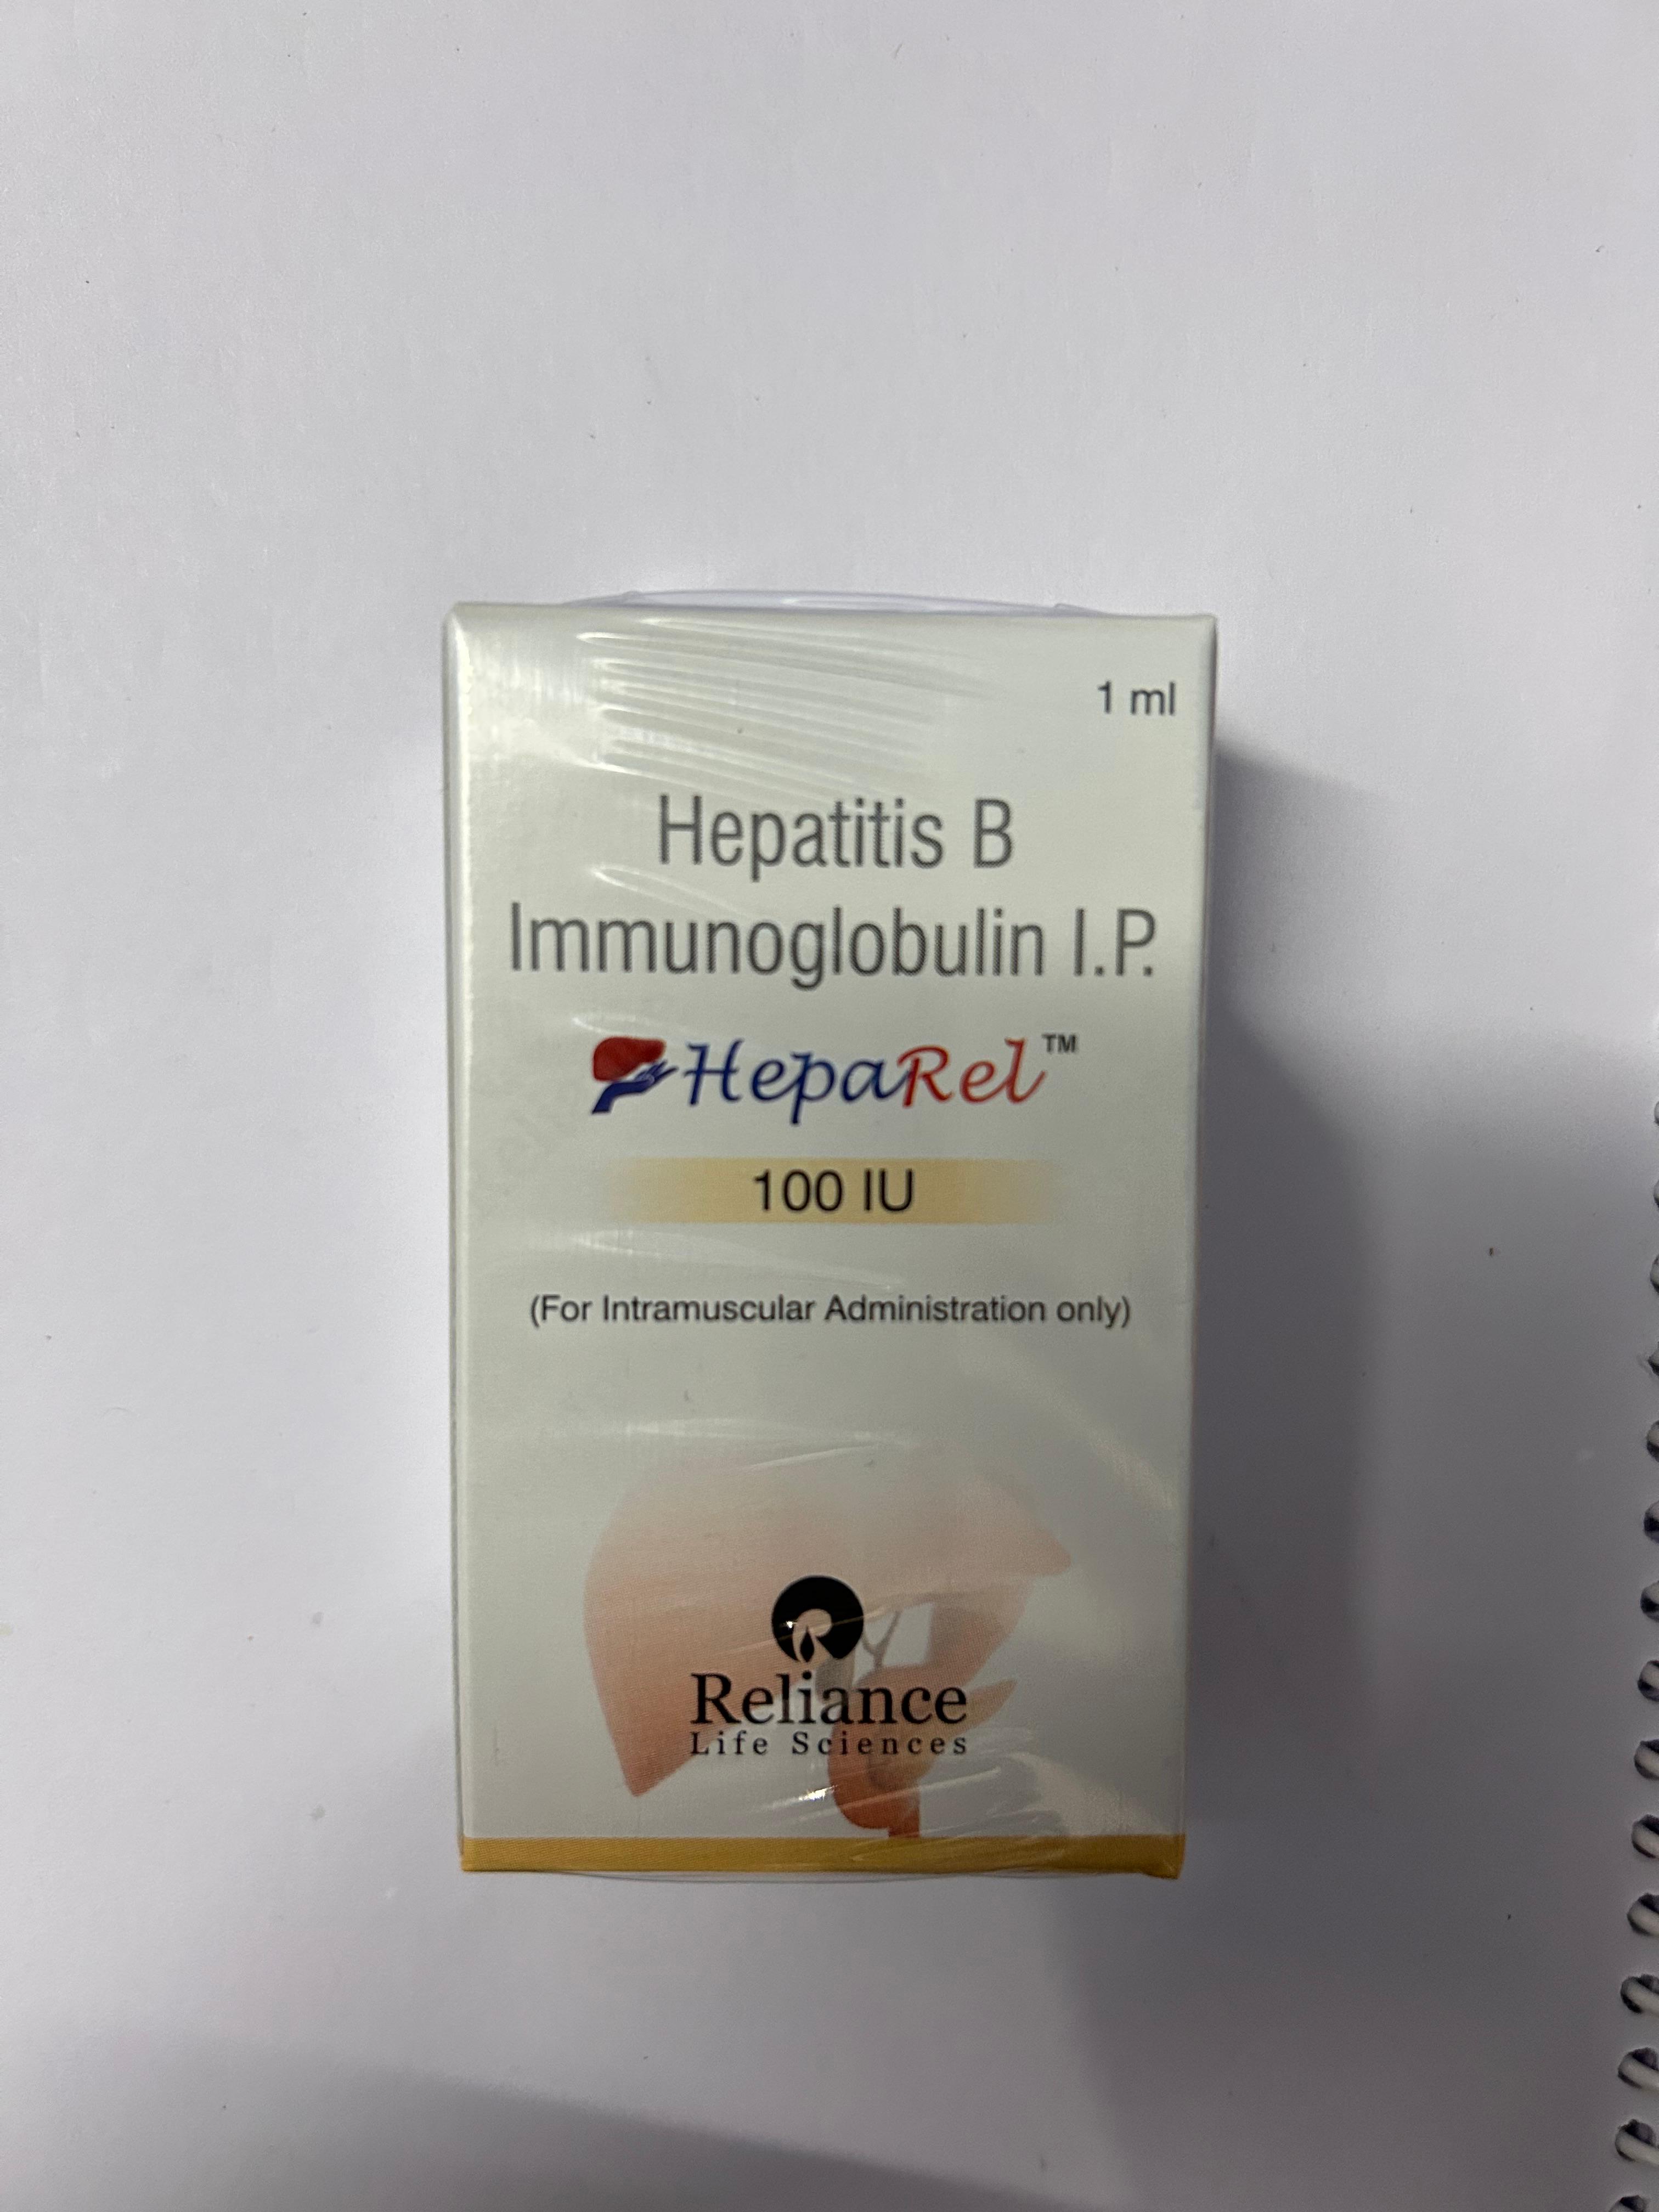 1 ml
Hepatitis B
Immunoglobulin I.P.
HepaRel™
100 IU
(For Intramuscular Administration only)
Reliance
Life Sciences